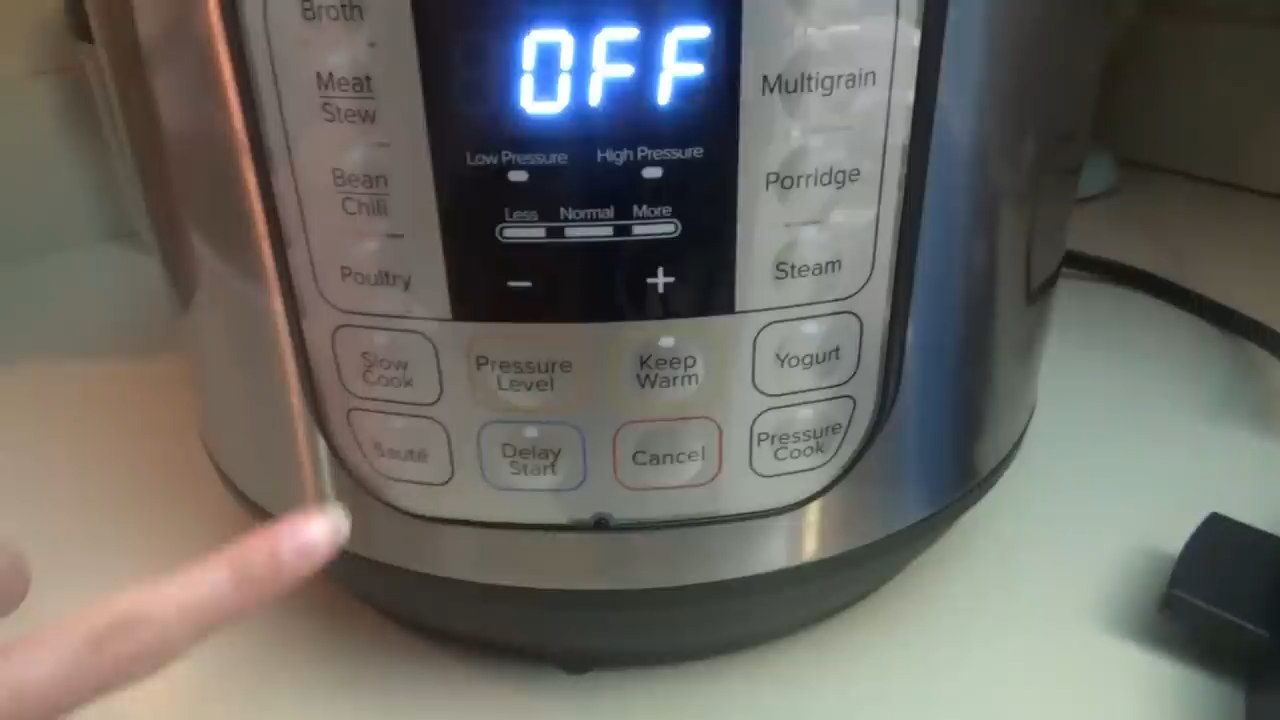 Broth
Meat
Stew
Bean
Chili
Poultry
OFF
Low Pressure High Pressure
Less Normal More
- +
Multigrain
Porridge
Steam
Slow
Cook
Pressure
Level
Keep
Warm
Yogurt
Sauté
Delay
Start
Cancel
Pressure
Cook